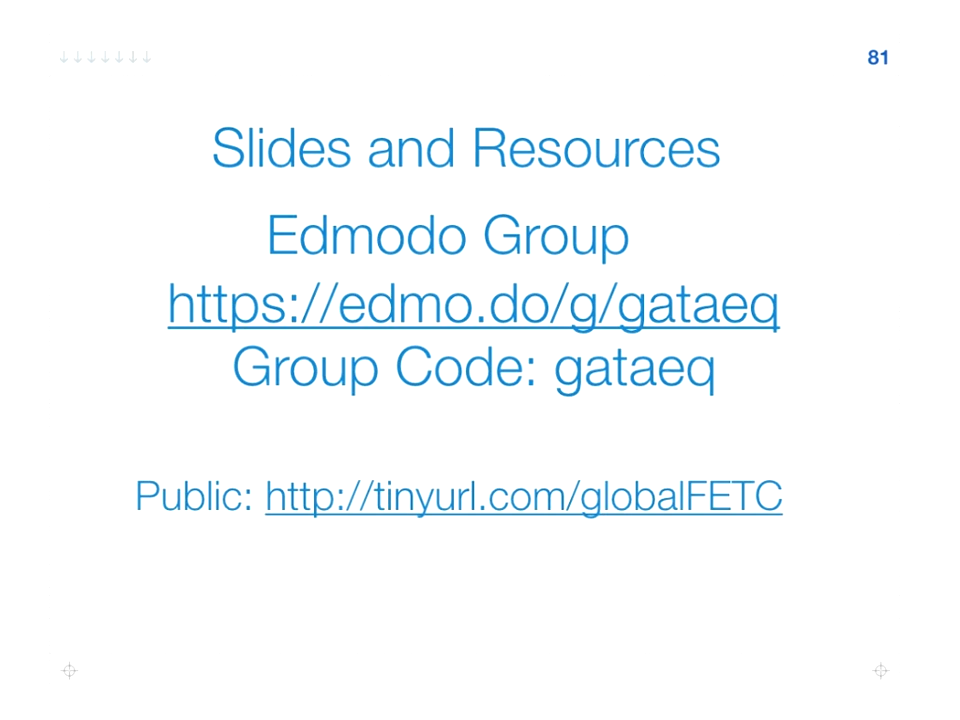 81
Slides and Resources
Edmodo Group
https://edmo.do/g/gataeq
Group Code: gataeq
Public: http://tinyurl.com/globalFETC